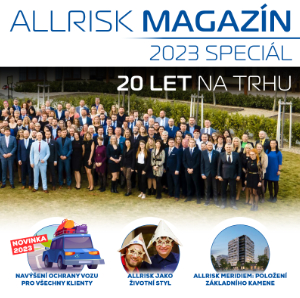 ALLRISK MAGAZÍN
2023 SPECIÁL
20 LET NA TRHU
NOVINKA
2023
NAVÝŠENÍ OCHRANY VOZU
PRO VŠECHNY KLIENTY
ALLRISK JAKO
ŽIVOTNÍ STYL
ALLRISK MERIDIEM: POLOŽENÍ
ZÁKLADNÍHO KAMENE